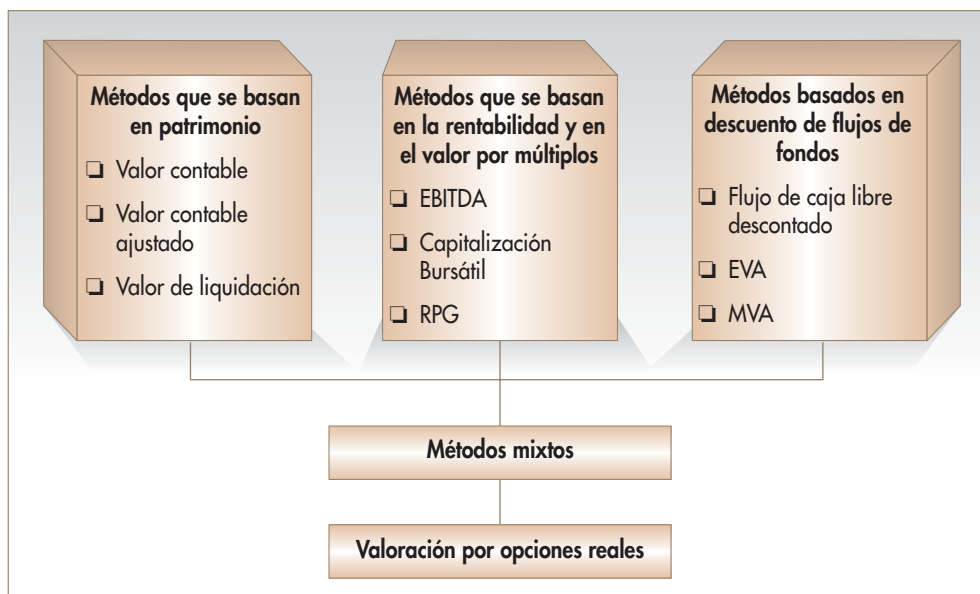 Métodos que se basan
en patrimonio
❏ Valor contable
❏ Valor contable
ajustado
❏ Valor de liquidación
Métodos que se basan
en la rentabilidad y en
el valor por múltiplos
❏ EBITDA
❏ Capitalización
Bursátil
❏ RPG
Métodos basados en
descuento de flujos de
fondos
❏ Flujo de caja libre
descontado
❏ EVA
❏ MVA
Métodos mixtos
Valoración por opciones reales